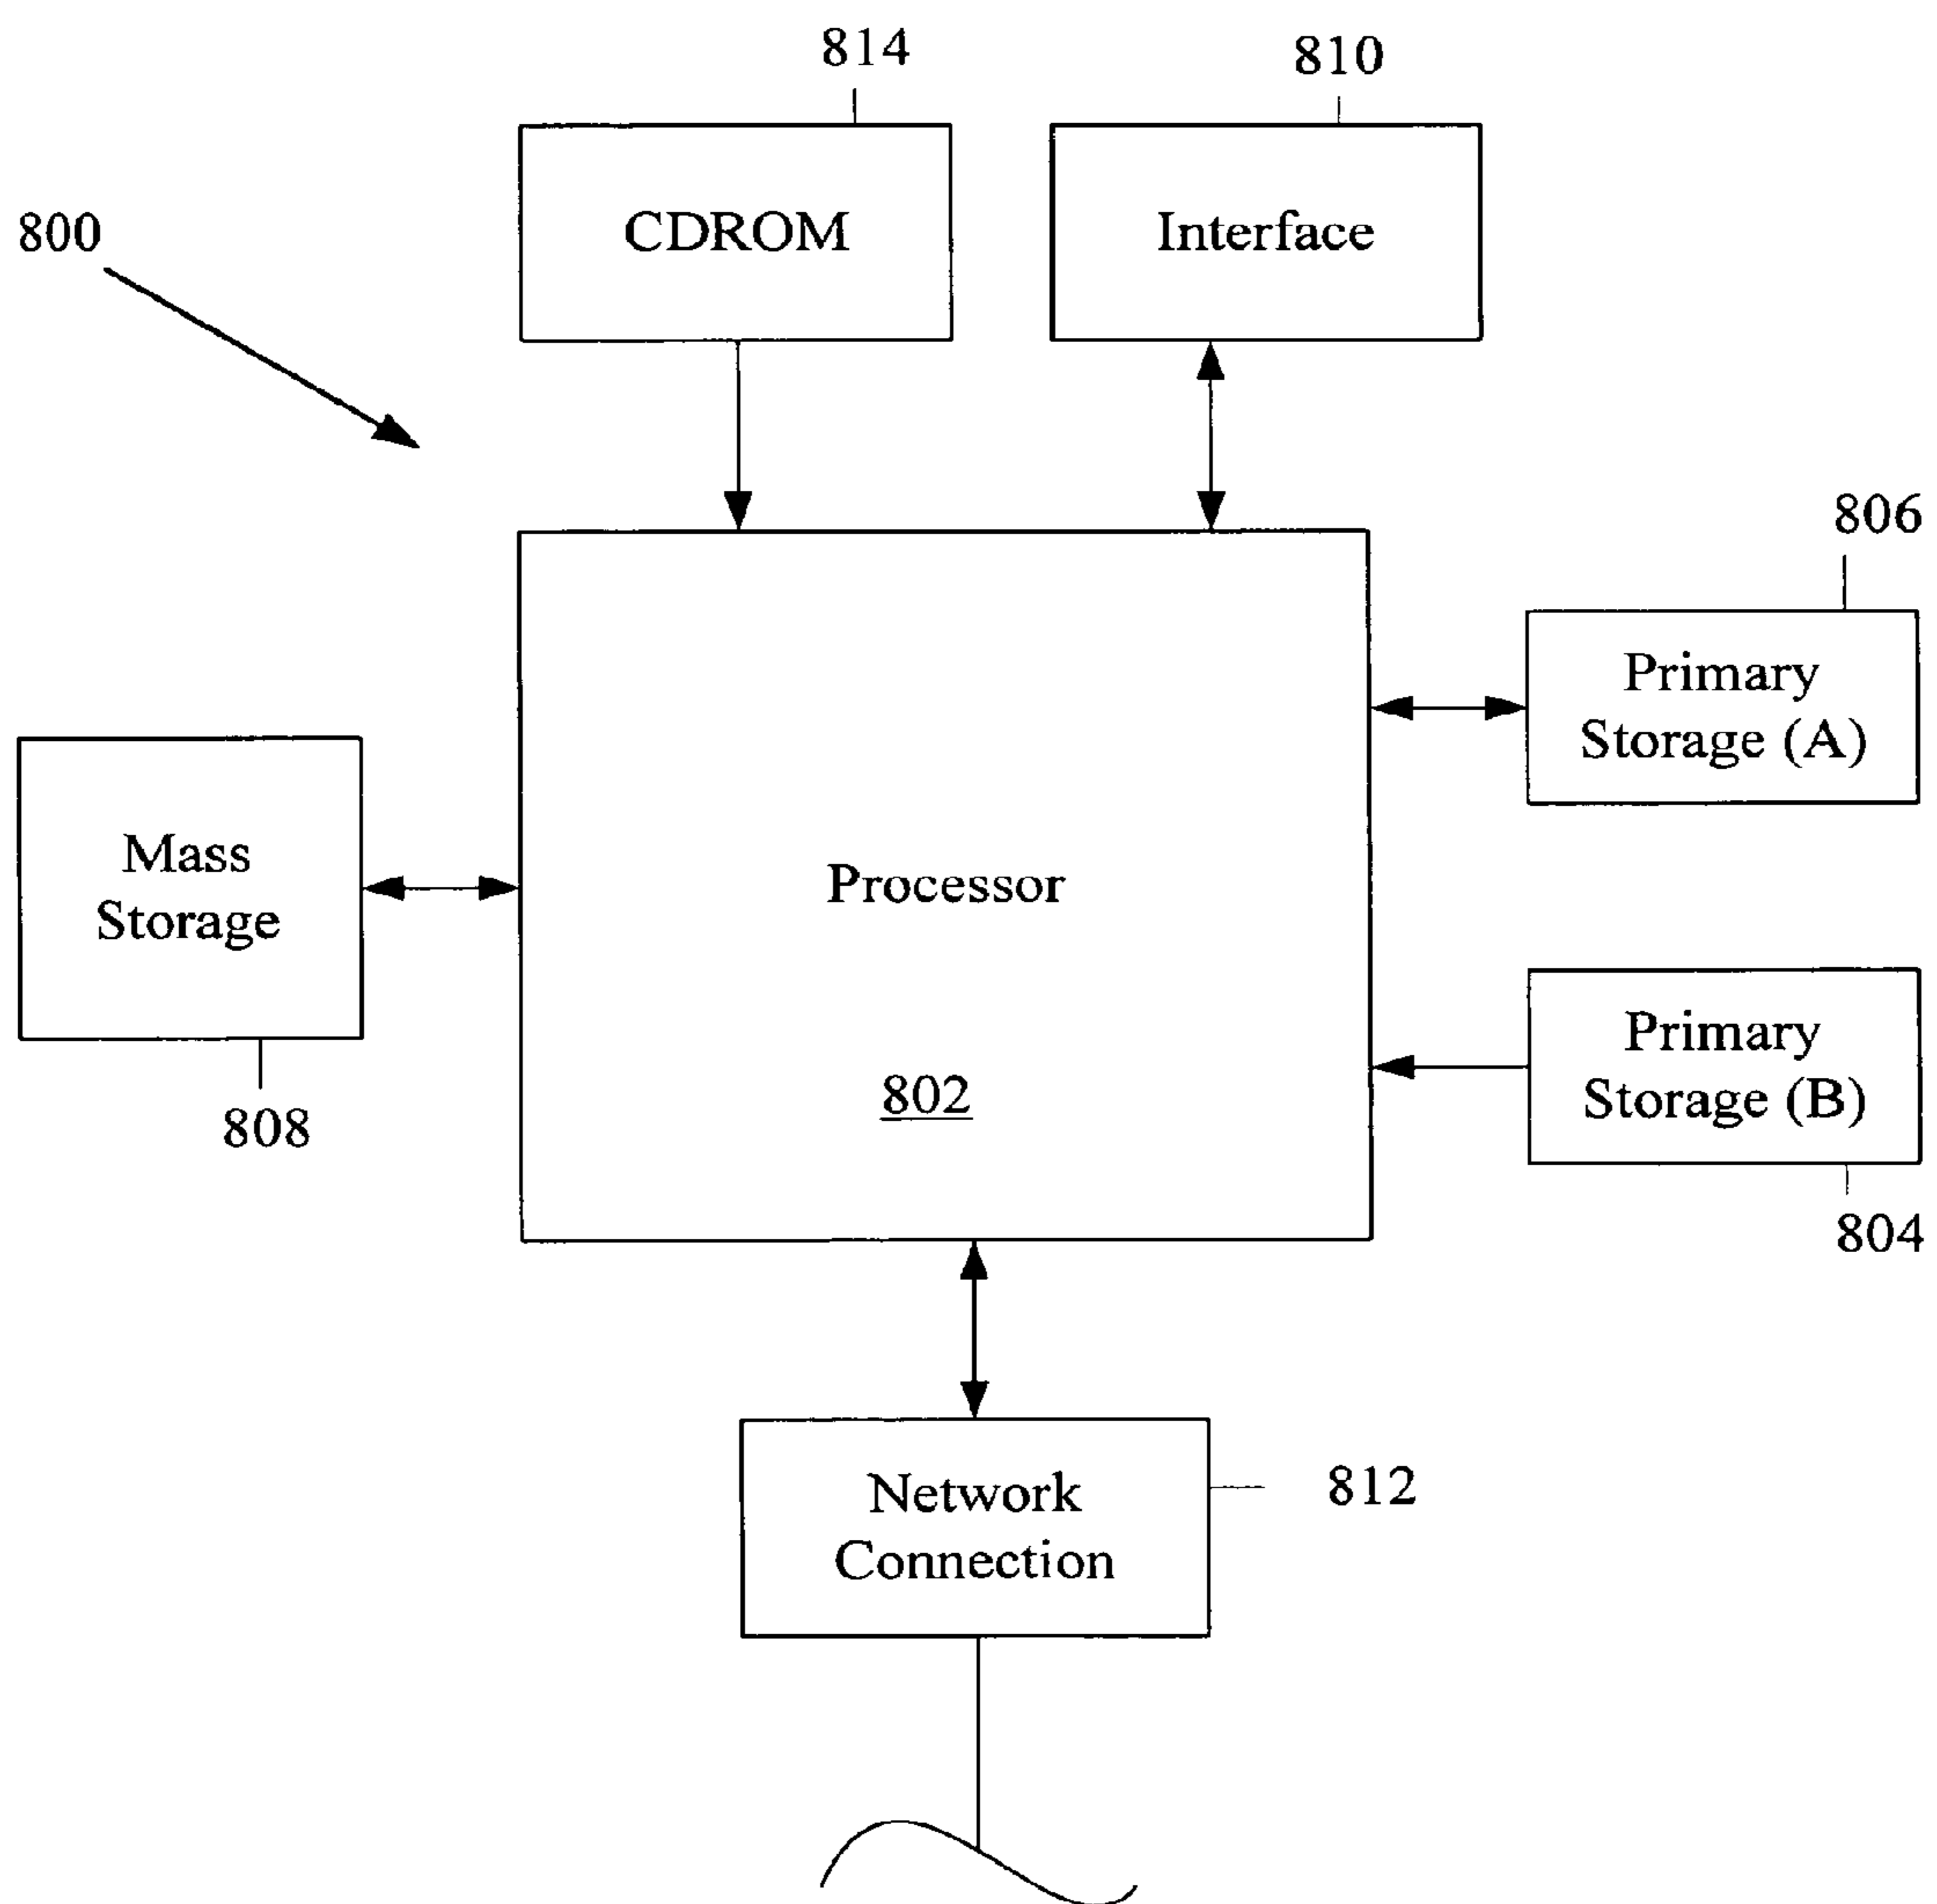 814
810
CDROM
Interface
800
806
Primary
Storage (A)
Mass
Storage
Processor
802
808
Primary
Storage (B)
804
Network
Connection
812